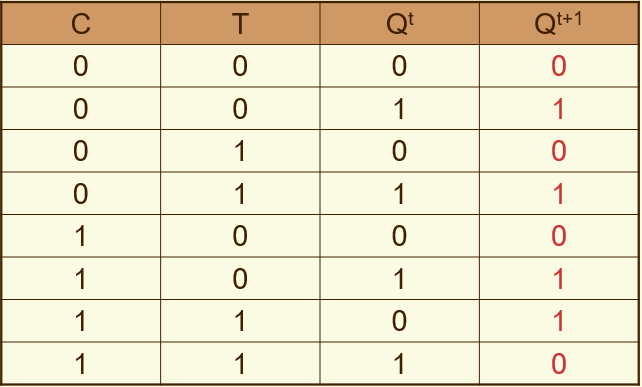 C T Qᵗ Qᵗ⁺¹
0 0 0 0
0 0 1 1
0 1 0 0
0 1 1 1
1 0 0 0
1 0 1 1
1 1 0 1
1 1 1 0